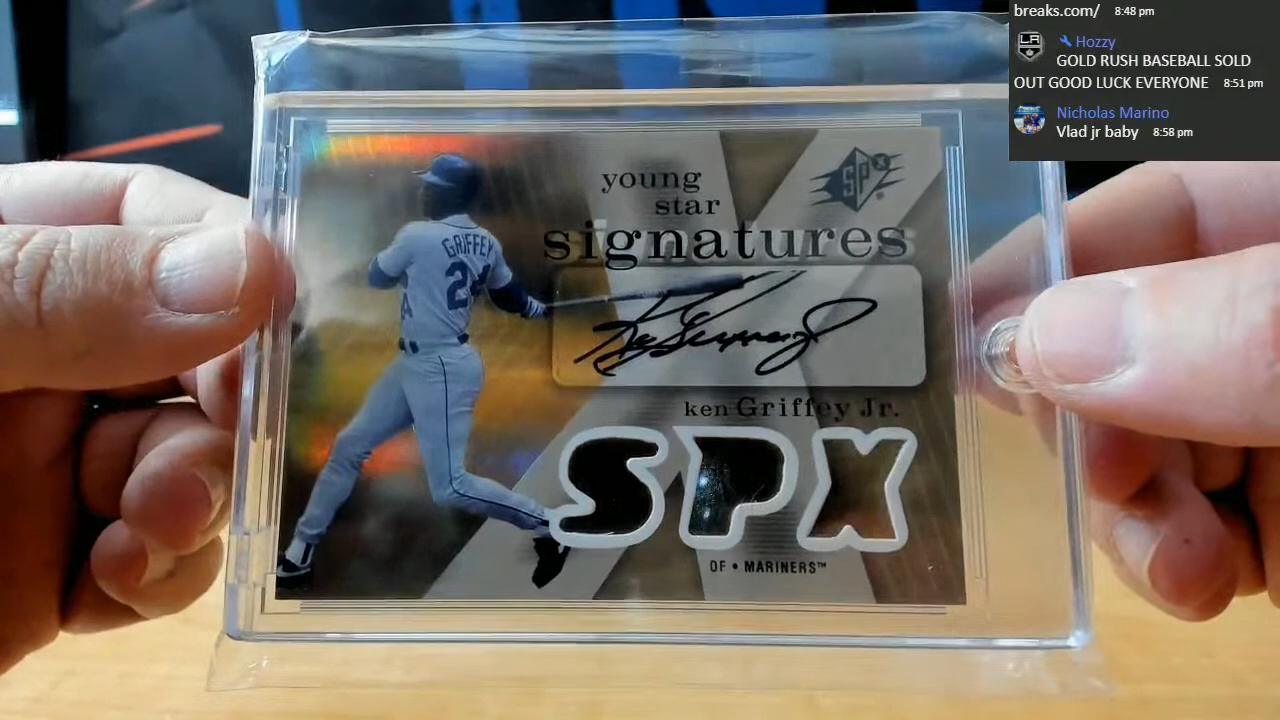 breaks.com/ 8:48 pm
Hozzy
GOLD RUSH BASEBALL SOLD
OUT GOOD LUCK EVERYONE 8:51 pm
Nicholas Marino
Vlad jr baby 8:58 pm
young
star
signatures
SPx
GRIFFEY
24
ken Griffey Jr.
SPX
OF • MARINERS™